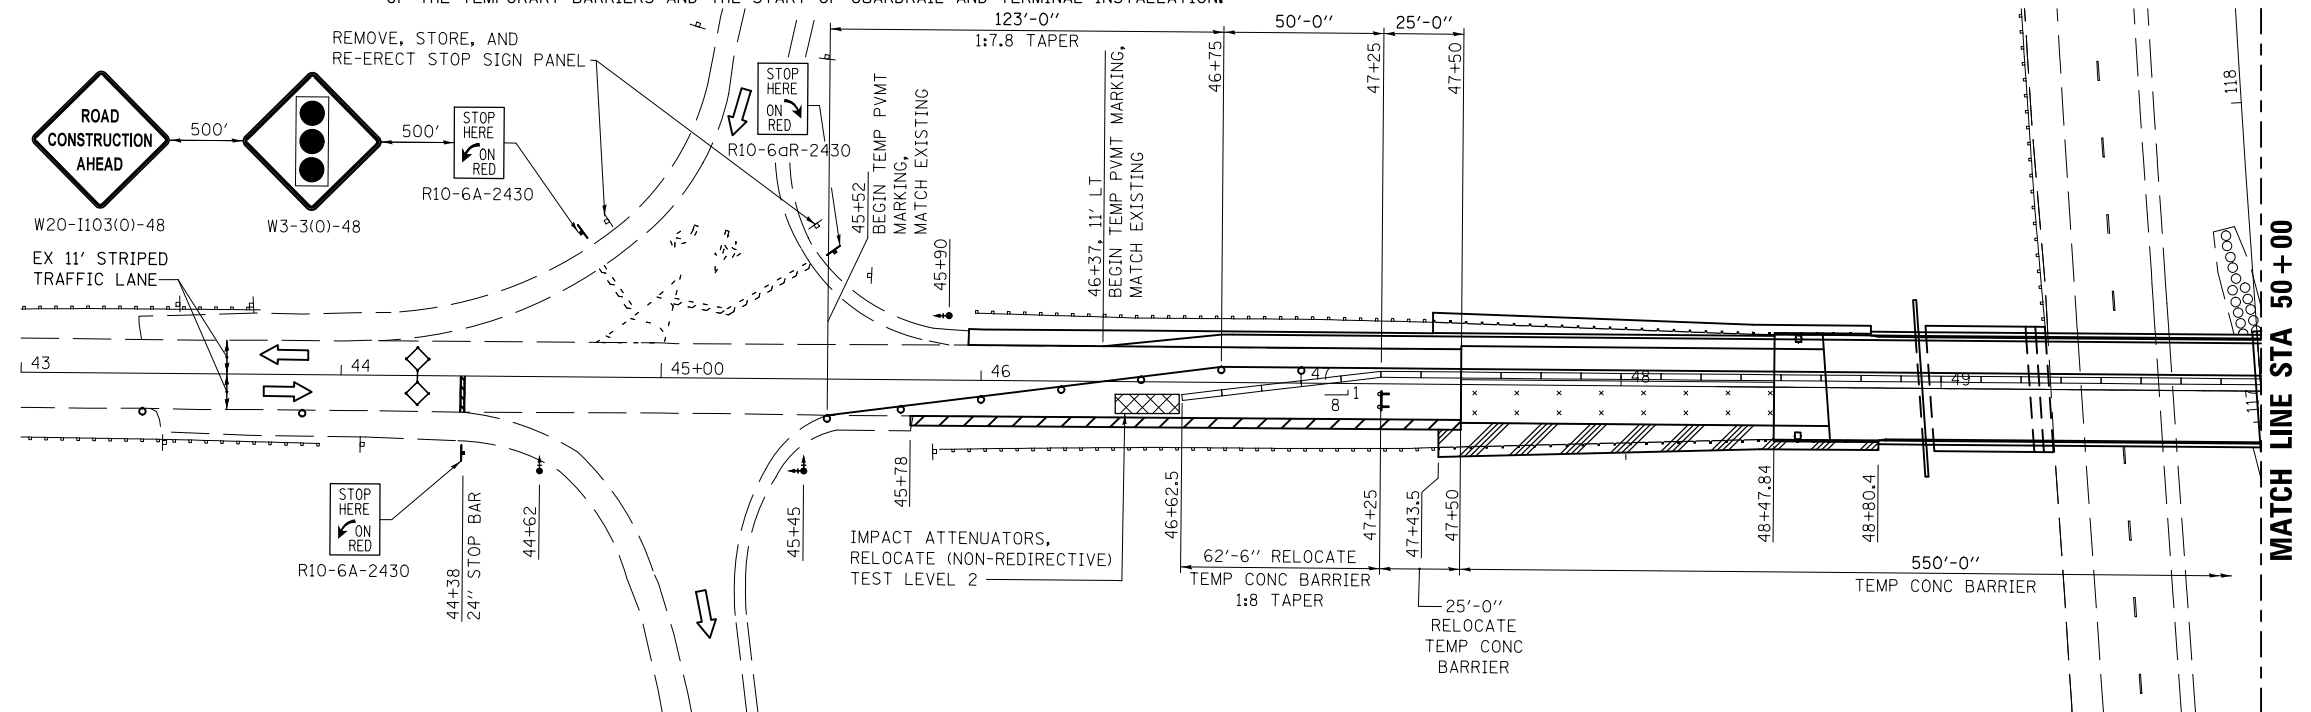 OF THE TEMPORARY BARRIERS AND THE START OF GUARDRAIL AND TERMINAL INSTALLATION.
REMOVE, STORE, AND
RE-ERECT STOP SIGN PANEL
ROAD
CONSTRUCTION
AHEAD
W20-I103(O)-48
500'
W3-3(O)-48
500'
STOP
HERE
ON
RED
R10-6A-2430
STOP
HERE
ON
RED
R10-6aR-2430
EX 11' STRIPED
TRAFFIC LANE
123'-0"
1:7.8 TAPER
50'-0"
25'-0"
45+52
BEGIN TEMP PVMT
MARKING,
MATCH EXISTING
45+90
46+37, 11' LT
BEGIN TEMP PVMT MARKING,
MATCH EXISTING
46+75
47+25
47+50
118
117
43
44
45+00
46
47
48
49
1
8
STOP
HERE
ON
RED
R10-6A-2430
44+38
24" STOP BAR
44+62
45+45
45+78
IMPACT ATTENUATORS,
RELOCATE (NON-REDIRECTIVE)
TEST LEVEL 2
46+62.5
62'-6" RELOCATE
TEMP CONC BARRIER
1:8 TAPER
47+25
47+43.5
47+50
25'-0"
RELOCATE
TEMP CONC
BARRIER
48+47.84
48+80.4
550'-0"
TEMP CONC BARRIER
MATCH LINE STA 50+00